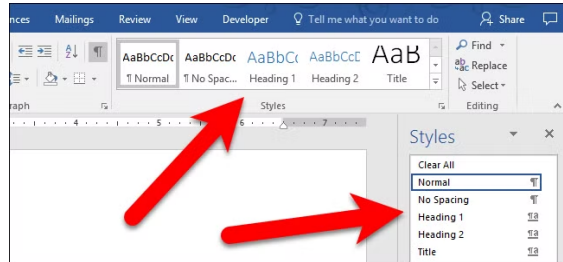 nces Mailings Review View Developer Tell me what you want to do Share
AaBbCcDc AaBbCcDc AaBbCc AaBbCcE AaB
¶ Normal ¶ No Spac... Heading 1 Heading 2 Title
Find
Replace
Select
raph Styles Editing
4 5 6 7
Styles
Clear All
Normal ¶
No Spacing ¶
Heading 1 ¶a
Heading 2 ¶a
Title ¶a